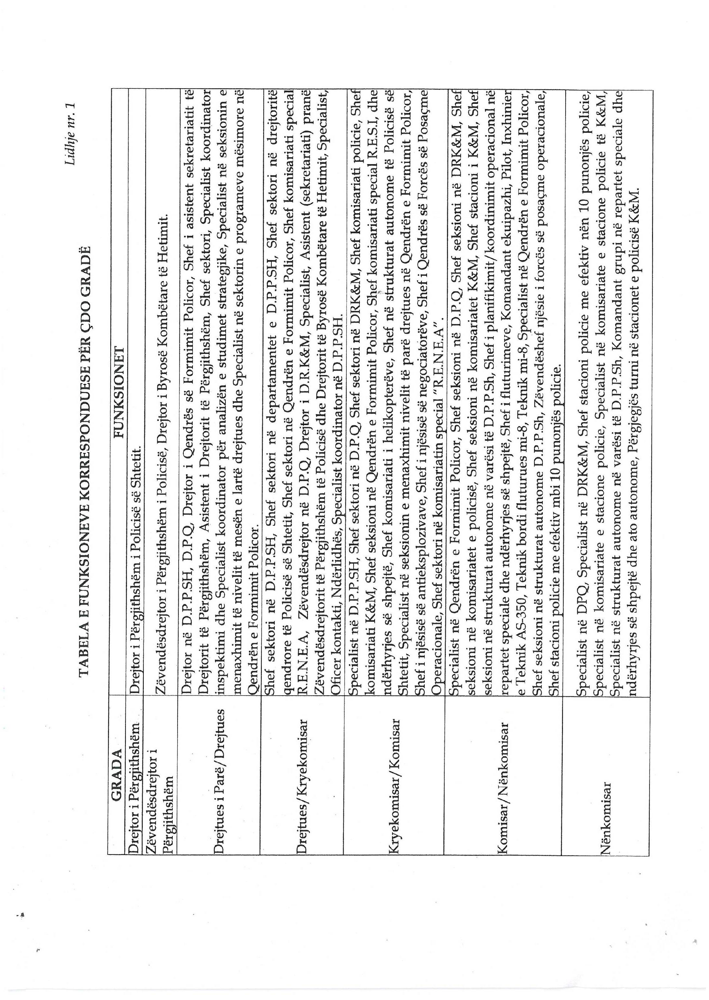 Lidhje nr. 1
TABELA E FUNKSIONEVE KORRESPONDUESE PËR ÇDO GRADË
GRADA
FUNKSIONET
Drejtor i Përgjithshëm
Drejtor i Përgjithshëm i Policisë së Shtetit.
Zëvendësdrejtor i
Përgjithshëm
Zëvendësdrejtor i Përgjithshëm i Policisë, Drejtor i Byrosë Kombëtare të Hetimit.
Drejtues i Parë/Drejtues
Drejtor në D.P.P.SH, D.P.Q, Drejtor i Qendrës së Formimit Policor, Shef i asistent sekretariatit të
Drejtorit të Përgjithshëm, Asistent i Drejtorit të Përgjithshëm, Shef sektori, Specialist koordinator
inspektimi dhe Specialist koordinator për analizën e studimet strategjike, Specialist në seksionin e
menaxhimit të nivelit të mesën e lartë drejtues dhe Specialist në sektorin e programeve mësimore në
Qendrën e Formimit Policor.
Drejtues/Kryekomisar
Shef sektori në D.P.P.SH, Shef sektori në departamentet e D.P.P.SH, Shef sektori në drejtoritë
qendrore të Policisë së Shtetit, Shef sektori në Qendrën e Formimit Policor, Shef komisariati special
R.E.N.E.A, Zëvendësdrejtor në D.P.Q, Drejtor i D.R.K&M, Specialist, Asistent (sekretariati) pranë
Zëvendësdrejtorit të Përgjithshëm të Policisë dhe Drejtorit të Byrosë Kombëtare të Hetimit, Specialist,
Oficer kontakti, Ndërlidhës, Specialist koordinator në D.P.P.SH.
Kryekomisar/Komisar
Specialist në D.P.P.SH, Shef sektori në D.P.Q, Shef sektori në DRK&M, Shef komisariati policie, Shef
komisariati K&M, Shef seksioni në Qendrën e Formimit Policor, Shef komisariati special R.E.S.I, dhe
ndërhyrjes së shpejtë, Shef komisariati i helikopterëve, Shef në strukturat autonome të Policisë së
Shtetit, Specialist në seksionin e menaxhimit nivelit të parë drejtues në Qendrën e Formimit Policor,
Shef i njësisë së antieksplozivave, Shef i njësisë së negociatorëve, Shef i Qendrës së Forcës së Posaçme
Operacionale, Shef sektori në komisariatin special "R.E.N.E.A".
Komisar/Nënkomisar
Specialist në Qendrën e Formimit Policor, Shef seksioni në D.P.Q, Shef seksioni në DRK&M, Shef
seksioni në komisariatet e policisë, Shef seksioni në komisariatet K&M, Shef stacioni i K&M, Shef
seksioni në strukturat autonome në varësi të D.P.P.Sh, Shef i planifikimit/koordinimit operacional në
repartet speciale dhe ndërhyrjes së shpejtë, Shef i fluturimeve, Komandant ekuipazhi, Pilot, Inxhinier
e Teknik AS-350, Teknik bordi fluturues mi-8, Teknik mi-8, Specialist në Qendrën e Formimit Policor,
Shef seksioni në strukturat autonome D.P.P.Sh, Zëvendëshef njësie i forcës së posaçme operacionale,
Shef stacioni policie me efektiv mbi 10 punonjës policie.
Nënkomisar
Specialist në DPQ, Specialist në DRK&M, Shef stacioni policie me efektiv nën 10 punonjës policie,
Specialist në komisariate e stacione policie, Specialist në komisariate e stacione policie të K&M,
Specialist në strukturat autonome në varësi të D.P.P.Sh, Komandant grupi në repartet speciale dhe
ndërhyrjes së shpejtë dhe ato autonome, Përgjegjës turni në stacionet e policisë K&M.